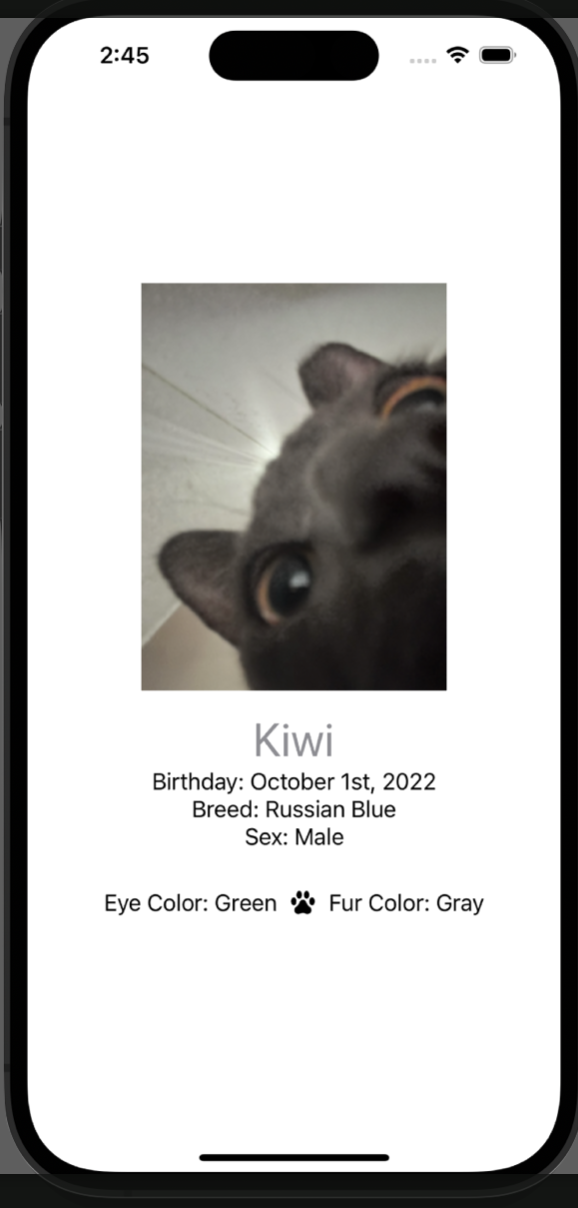 2:45
Kiwi
Birthday: October 1st, 2022
Breed: Russian Blue
Sex: Male
Eye Color: Green Fur Color: Gray